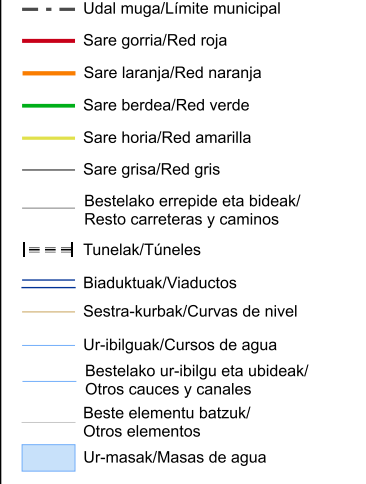 Udal muga/Límite municipal
Sare gorria/Red roja
Sare laranja/Red naranja
Sare berdea/Red verde
Sare horia/Red amarilla
Sare grisa/Red gris
Bestelako errepide eta bideak/
Resto carreteras y caminos
Tunelak/Túneles
Biaduktuak/Viaductos
Sestra-kurbak/Curvas de nivel
Ur-ibilguak/Cursos de agua
Bestelako ur-ibilgu eta ubideak/
Otros cauces y canales
Beste elementu batzuk/
Otros elementos
Ur-masak/Masas de agua